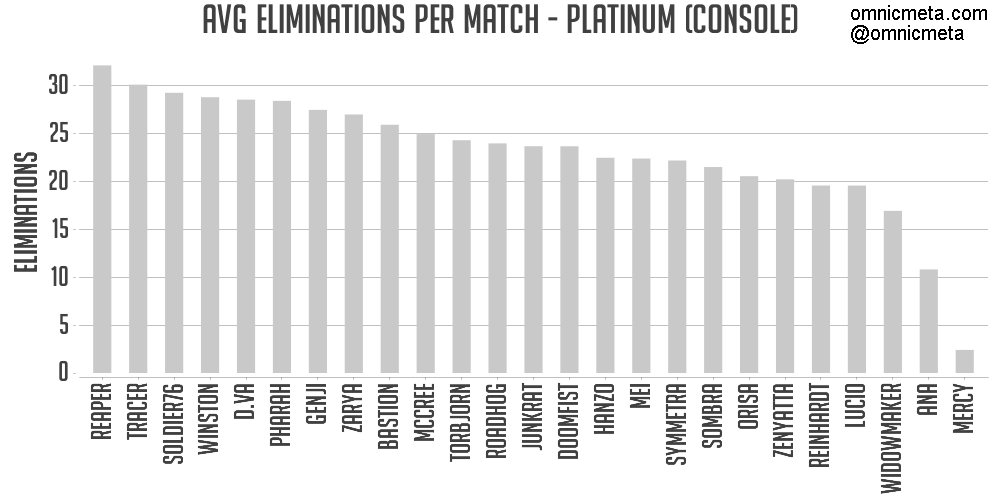 AVG ELIMINATIONS PER MATCH - PLATINUM (CONSOLE)
omnicmeta.com
@omnicmeta
ELIMINATIONS
30
25
20
15
10
5
0
REAPER
TRACER
SOLDIER76
WINSTON
D.VA
PHARAH
GENJI
ZARYA
BASTION
MCCREE
TORBJORN
ROADHOG
JUNKRAT
DOOMFIST
HANZO
MEI
SYMMETRA
SOMBRA
ORISA
ZENYATTA
REINHARDT
LUCIO
WIDOWMAKER
ANA
MERCY